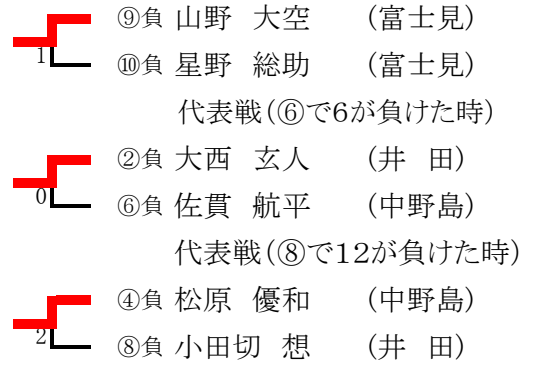 ⑨負 山野 大空 (富士見)
1
⑩負 星野 総助 (富士見)
代表戦(⑥で6が負けた時)
②負 大西 玄人 (井 田)
0
⑥負 佐貫 航平 (中野島)
代表戦(⑧で12が負けた時)
④負 松原 優和 (中野島)
2
⑧負 小田切 想 (井 田)